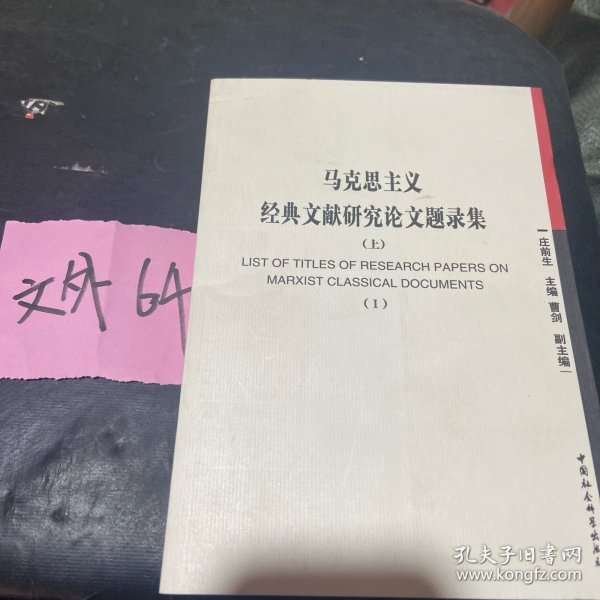 马克思主义
经典文献研究论文题录集
（上）
LIST OF TITLES OF RESEARCH PAPERS ON
MARXIST CLASSICAL DOCUMENTS
（I）
庄前生 主编 曹剑 副主编
中国社会科学出版社
文外 64
孔夫子旧书网
www.kongfz.com